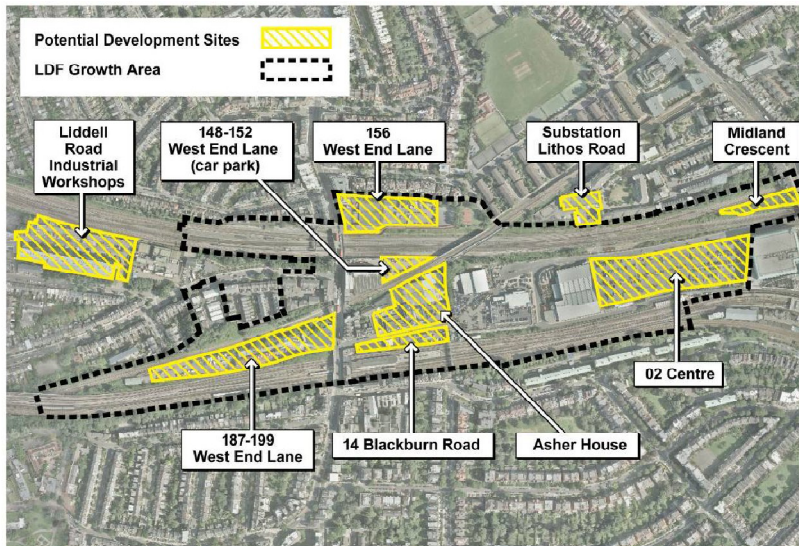 Potential Development Sites
LDF Growth Area
Liddell
Road
Industrial
Workshops
148-152
West End Lane
(car park)
156
West End Lane
Substation
Lithos Road
Midland
Crescent
02 Centre
187-199
West End Lane
14 Blackburn Road
Asher House